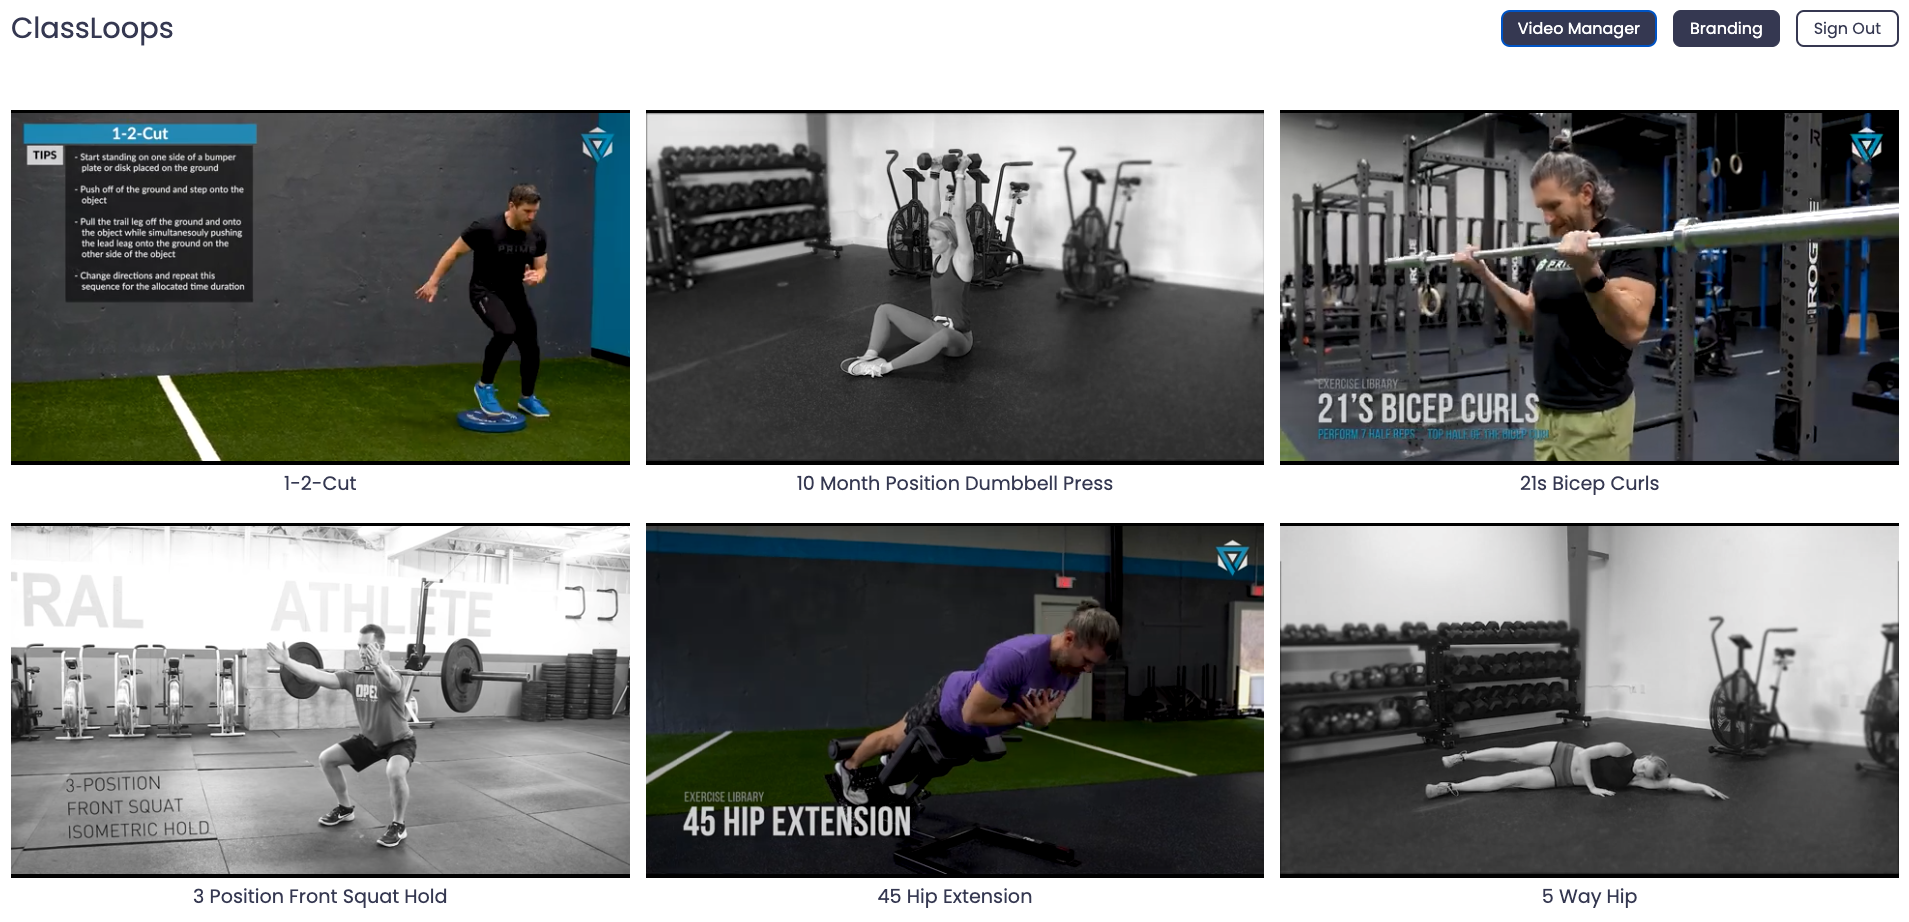 ClassLoops
Video Manager
Branding
Sign Out
1-2-Cut
TIPS
- Start standing on one side of a bumper
plate or disk placed on the ground
- Push off of the ground and step onto the
object
- Pull the trail leg off the ground and onto
the object while simultanesouly pushing
the lead leag onto the ground on the
other side of the object
- Change directions and repeat this
sequence for the allocated time duration
PRIME
EXERCISE LIBRARY
21'S BICEP CURLS
PERFORM 7 HALF REPS
TOP HALF OF THE BICEP CURL
ROGUE
1-2-Cut
10 Month Position Dumbbell Press
21s Bicep Curls
TRAL
ATHLETE
OPEX
3-POSITION
FRONT SQUAT
ISOMETRIC HOLD
EXERCISE LIBRARY
45 HIP EXTENSION
3 Position Front Squat Hold
45 Hip Extension
5 Way Hip